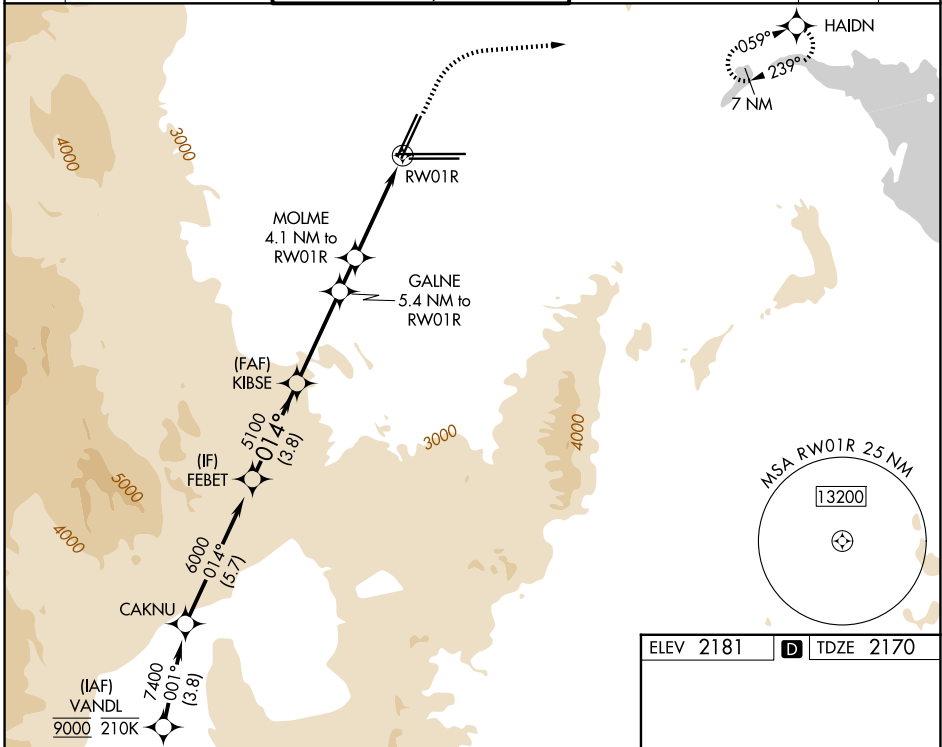 HAIDN
059°
239°
7 NM
4000
3000
RW01R
MOLME
4.1 NM to
RW01R
GALNE
5.4 NM to
RW01R
(FAF)
KIBSE
5100
014°
(3.8)
(IF)
FEBET
3000
4000
5000
4000
6000
014°
(5.7)
CAKNU
7400
001°
(3.8)
(IAF)
VANDL
9000 210K
MSA RW01R 25 NM
13200
ELEV 2181 D TDZE 2170